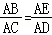 AB/AC = AE/AD